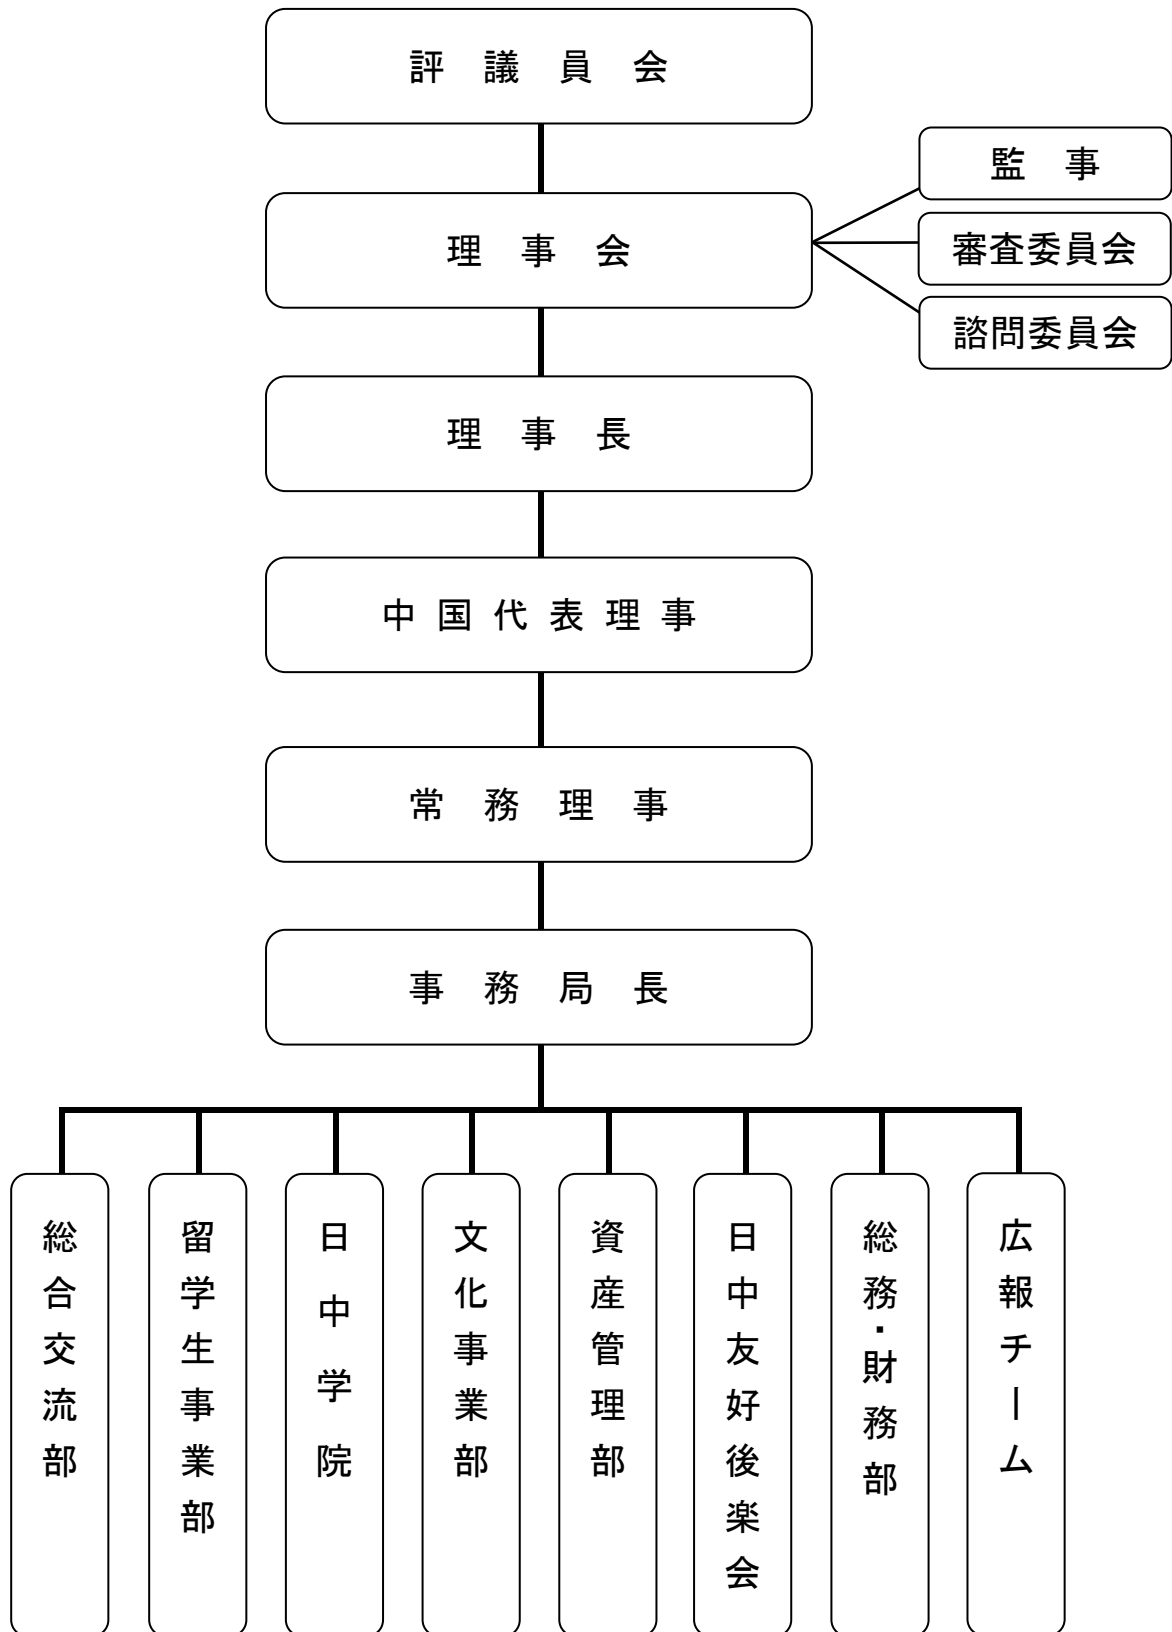 評 議 員 会
監 事
理 事 会
審査委員会
諮問委員会
理 事 長
中国代表理事
常 務 理 事
事 務 局 長
総合交流部
留学生事業部
日中学院
文化事業部
資産管理部
日中友好後楽会
総務・財務部
広報チーム